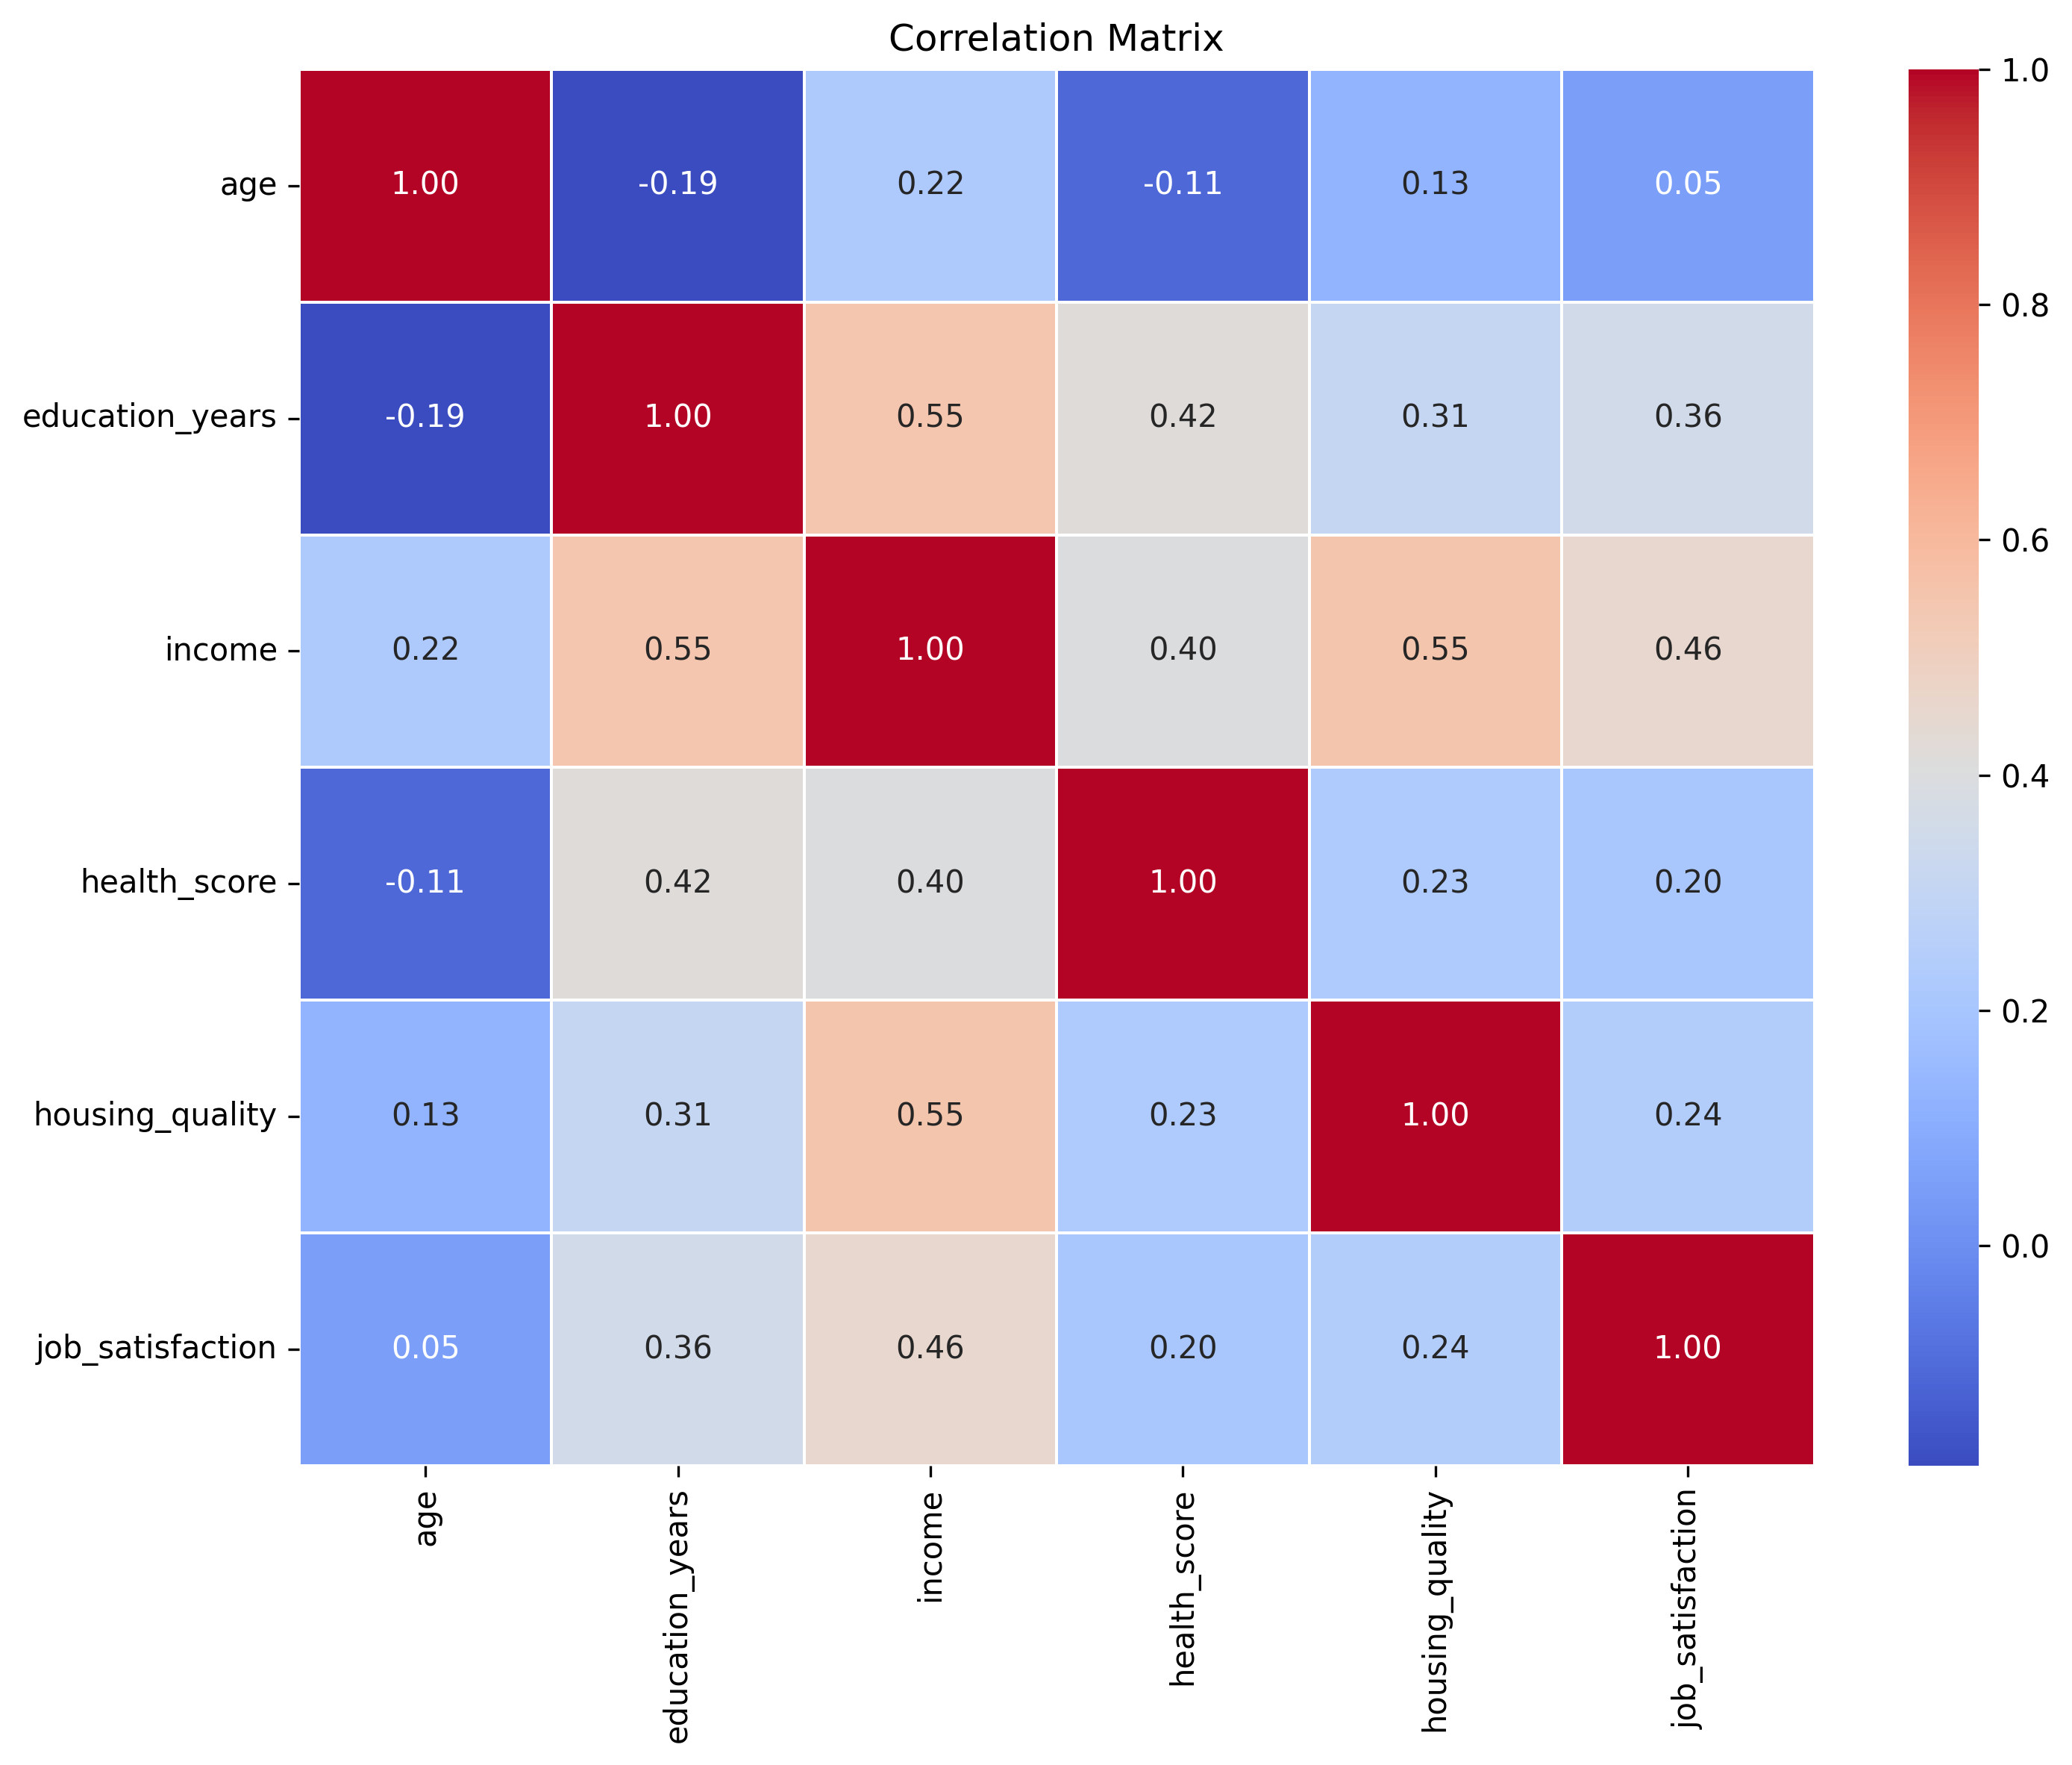 Correlation Matrix
age 1.00 -0.19 0.22 -0.11 0.13 0.05
education_years -0.19 1.00 0.55 0.42 0.31 0.36
income 0.22 0.55 1.00 0.40 0.55 0.46
health_score -0.11 0.42 0.40 1.00 0.23 0.20
housing_quality 0.13 0.31 0.55 0.23 1.00 0.24
job_satisfaction 0.05 0.36 0.46 0.20 0.24 1.00
age education_years income health_score housing_quality job_satisfaction
1.0
0.8
0.6
0.4
0.2
0.0